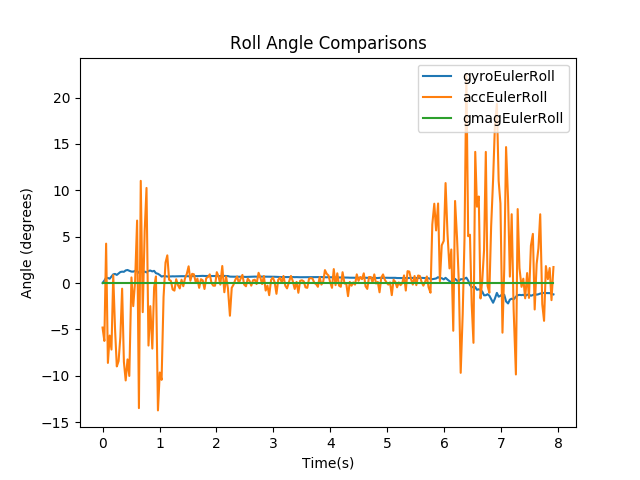 Roll Angle Comparisons
gyroEulerRoll
accEulerRoll
gmagEulerRoll
Angle (degrees)
20
15
10
5
0
−5
−10
−15
0 1 2 3 4 5 6 7 8
Time(s)